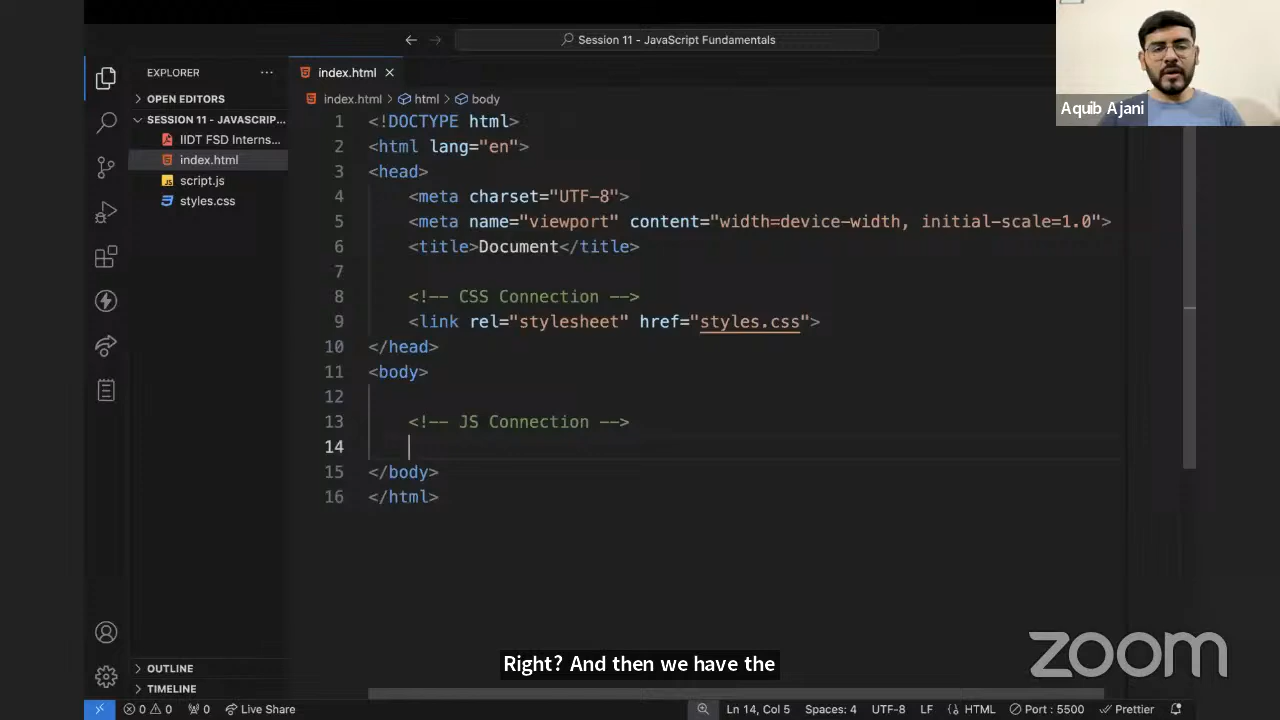 Session 11 - JavaScript Fundamentals
Aquib Ajani
EXPLORER
OPEN EDITORS
SESSION 11 - JAVASCRIP...
IIDT FSD Interns...
index.html
script.js
styles.css
index.html
index.html > html > body
1 <!DOCTYPE html>
2 <html lang="en">
3 <head>
4 <meta charset="UTF-8">
5 <meta name="viewport" content="width=device-width, initial-scale=1.0">
6 <title>Document</title>
7
8 <!-- CSS Connection -->
9 <link rel="stylesheet" href="styles.css">
10 </head>
11 <body>
12
13 <!-- JS Connection -->
14
15 </body>
16 </html>
OUTLINE
TIMELINE
Right? And then we have the
zoom
0 0 0 Live Share Ln 14, Col 5 Spaces: 4 UTF-8 LF {} HTML Port : 5500 Prettier